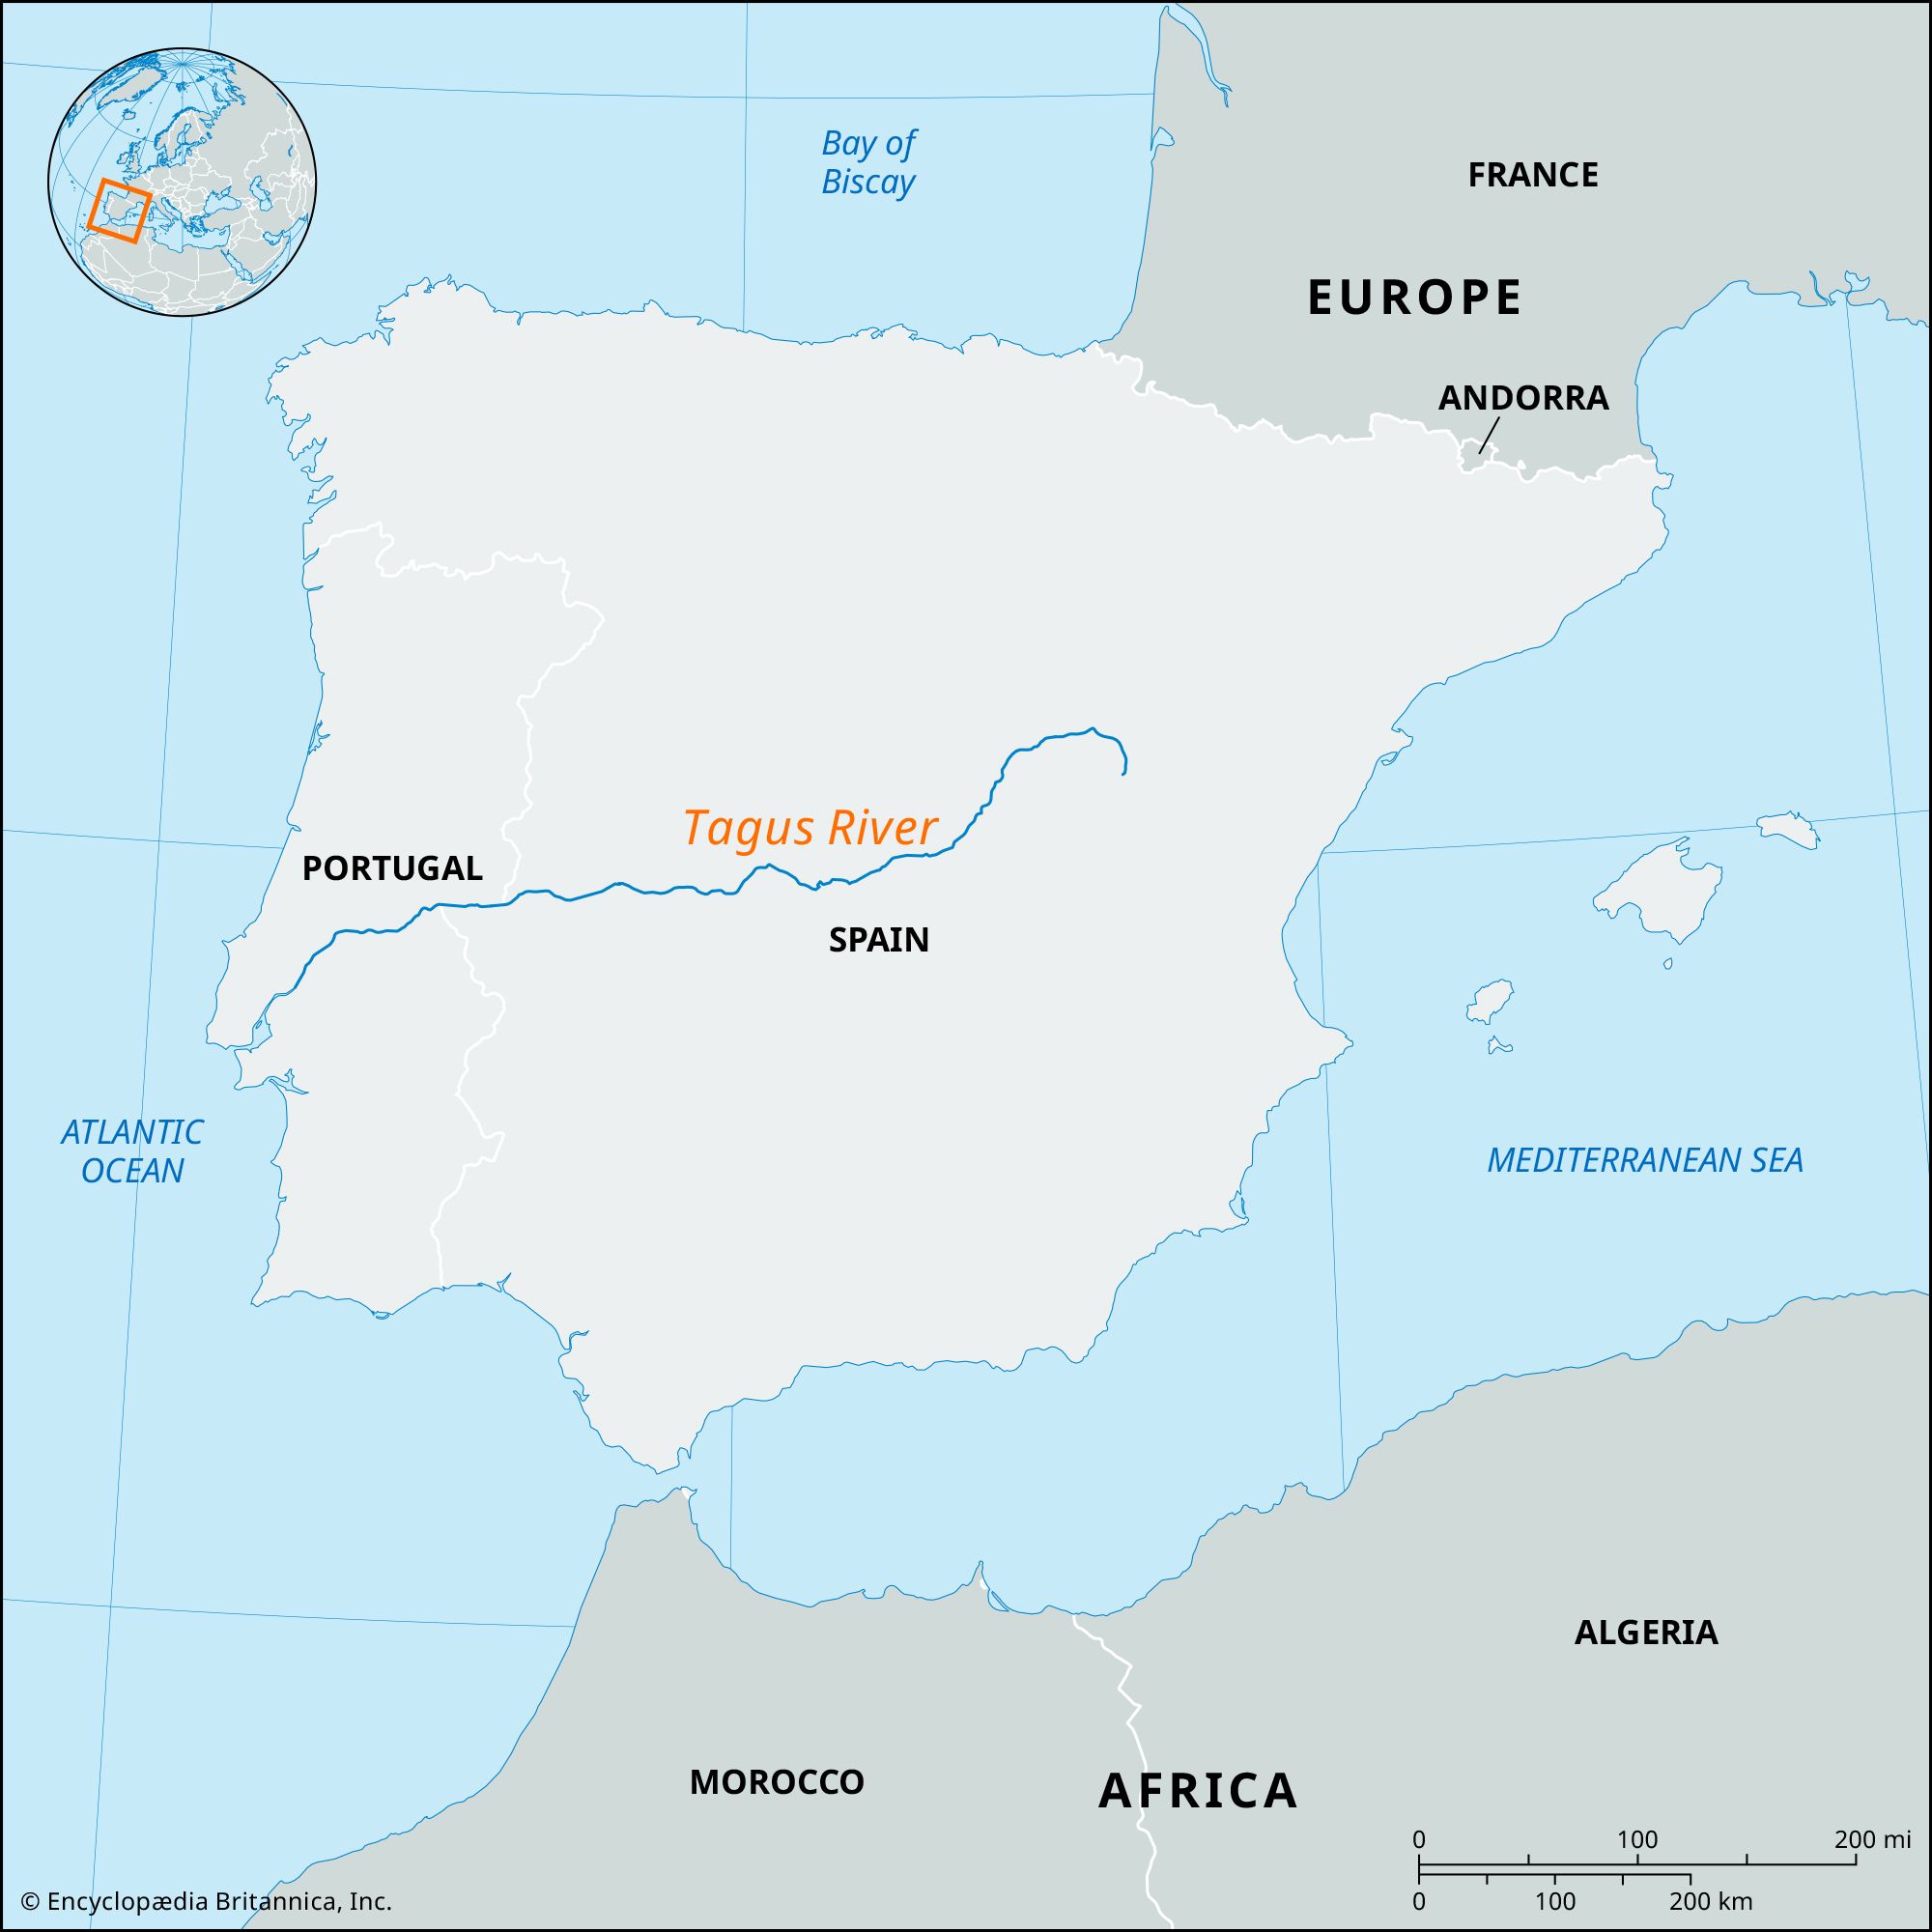 Bay of
Biscay
FRANCE
EUROPE
ANDORRA
Tagus River
PORTUGAL
SPAIN
ATLANTIC
OCEAN
MEDITERRANEAN SEA
ALGERIA
MOROCCO
AFRICA
0 100 200 mi
0 100 200 km
© Encyclopædia Britannica, Inc.